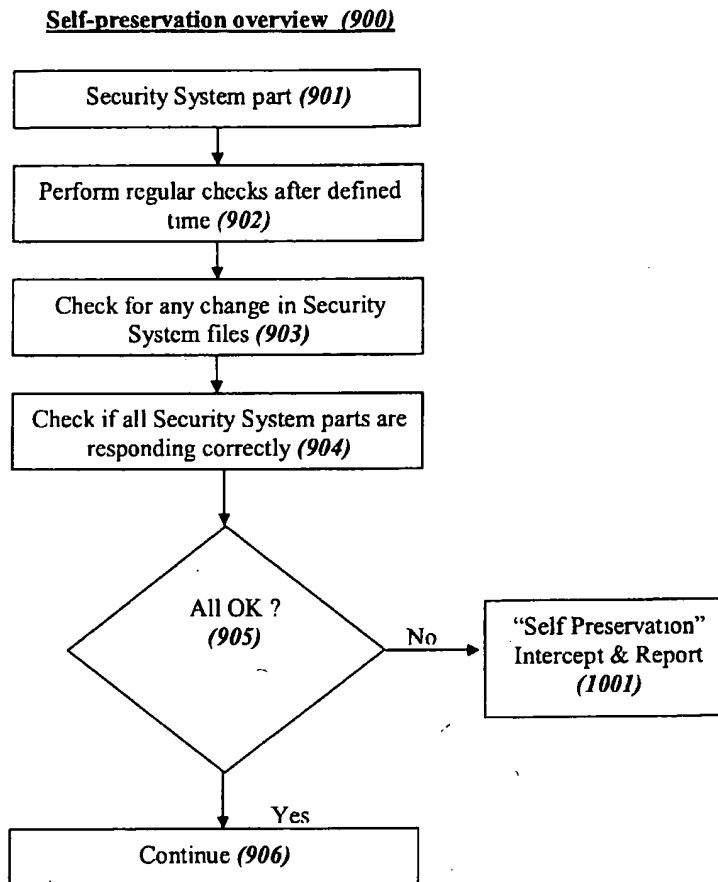 Self-preservation overview (900)
Security System part (901)
Perform regular checks after defined
time (902)
Check for any change in Security
System files (903)
Check if all Security System parts are
responding correctly (904)
All OK ?
(905)
No
“Self Preservation”
Intercept & Report
(1001)
Yes
Continue (906)